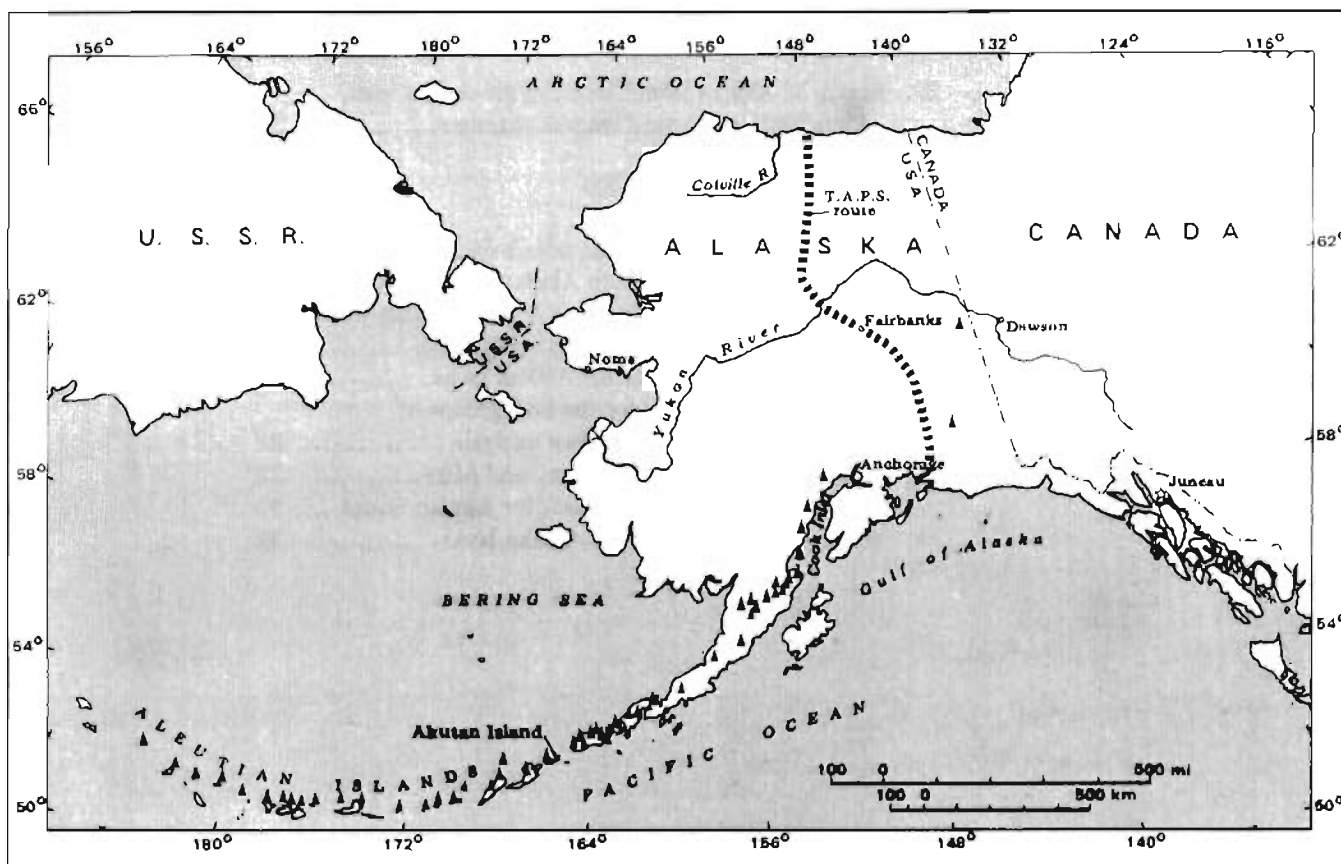 156° 164° 172° 180° 172° 164° 156° 148° 140° 132° 124° 116°
ARCTIC OCEAN
66°
Colville R
CANADA
USA
T.A.P.S.
route
U. S. S. R.
ALASKA
CANADA
62°
62°
U.S.S.R.
USA
Fairbanks
Dawson
Nome
Yukon River
58°
58°
Anchorage
Juneau
Cook Inlet
Gulf of Alaska
BERING SEA
54°
54°
Akutan Island
ALEUTIAN ISLANDS
PACIFIC OCEAN
100 0 500 mi
100 0 500 km
50°
50°
180° 172° 164° 156° 148° 140°